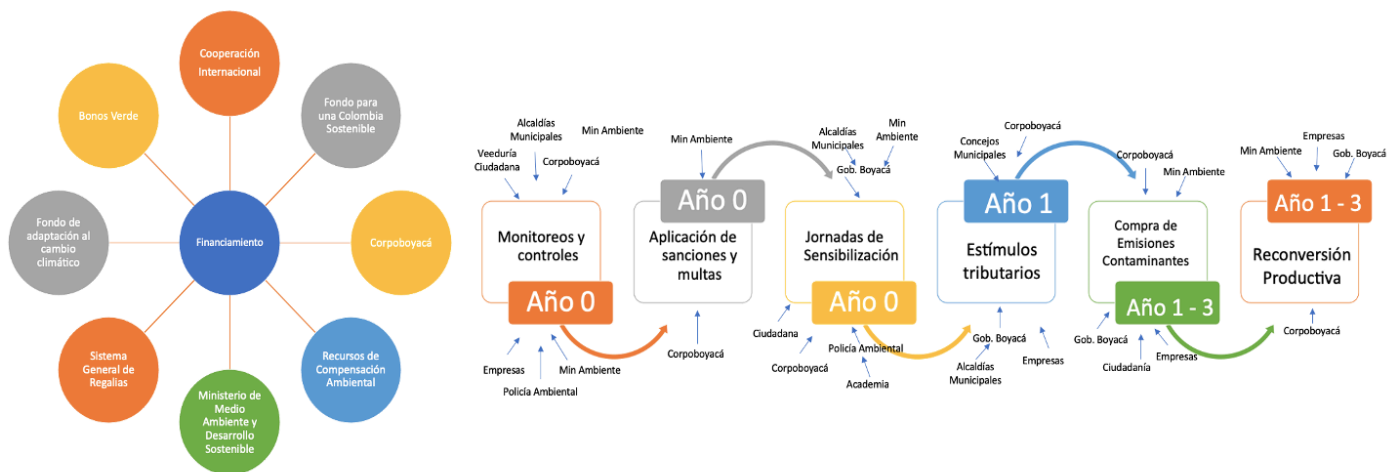 Cooperación
Internacional
Fondo para
una Colombia
Sostenible
Corpoboyacá
Recursos de
Compensación
Ambiental
Ministerio de
Medio
Ambiente y
Desarrollo
Sostenible
Sistema
General de
Regalias
Fondo de
adaptación al
cambio
climático
Bonos Verde
Financiamiento
Alcaldías
Municipales
Min Ambiente
Veeduría
Ciudadana
Corpoboyacá
Monitoreos y
controles
Año 0
Empresas
Policía Ambiental
Min Ambiente
Min Ambiente
Año 0
Aplicación de
sanciones y
multas
Corpoboyacá
Alcaldías
Municipales
Min
Ambiente
Gob. Boyacá
Jornadas de
Sensibilización
Año 0
Ciudadana
Corpoboyacá
Policía Ambiental
Academia
Corpoboyacá
Concejos
Municipales
Año 1
Estímulos
tributarios
Gob. Boyacá
Alcaldías
Municipales
Empresas
Corpoboyacá
Min Ambiente
Compra de
Emisiones
Contaminantes
Año 1 - 3
Gob. Boyacá
Ciudadanía
Empresas
Empresas
Min Ambiente
Gob. Boyacá
Año 1 - 3
Reconversión
Productiva
Corpoboyacá